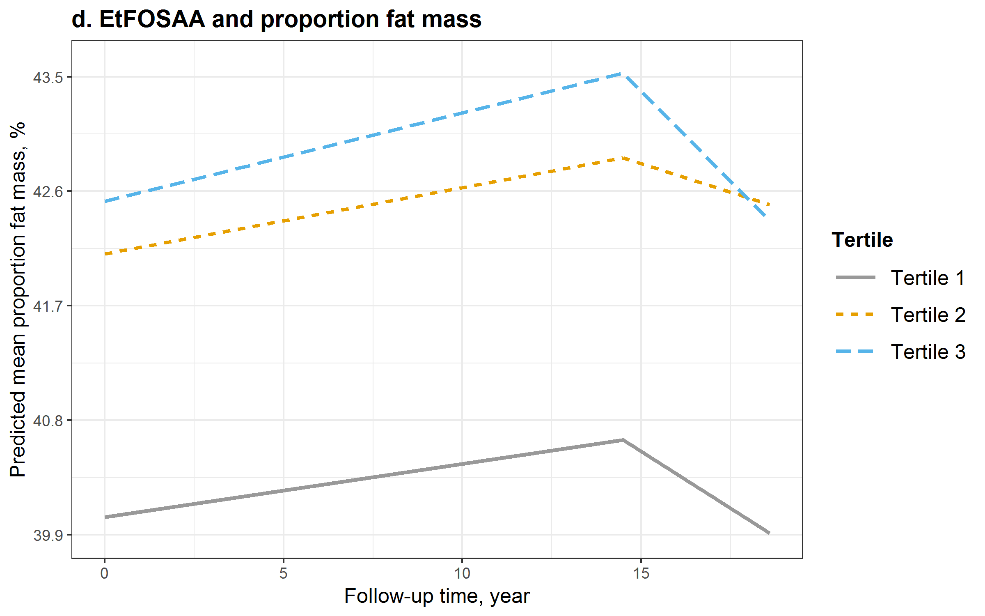 d. EtFOSAA and proportion fat mass
Predicted mean proportion fat mass, %
43.5
42.6
41.7
40.8
39.9
0 5 10 15
Follow-up time, year
Tertile
Tertile 1
Tertile 2
Tertile 3